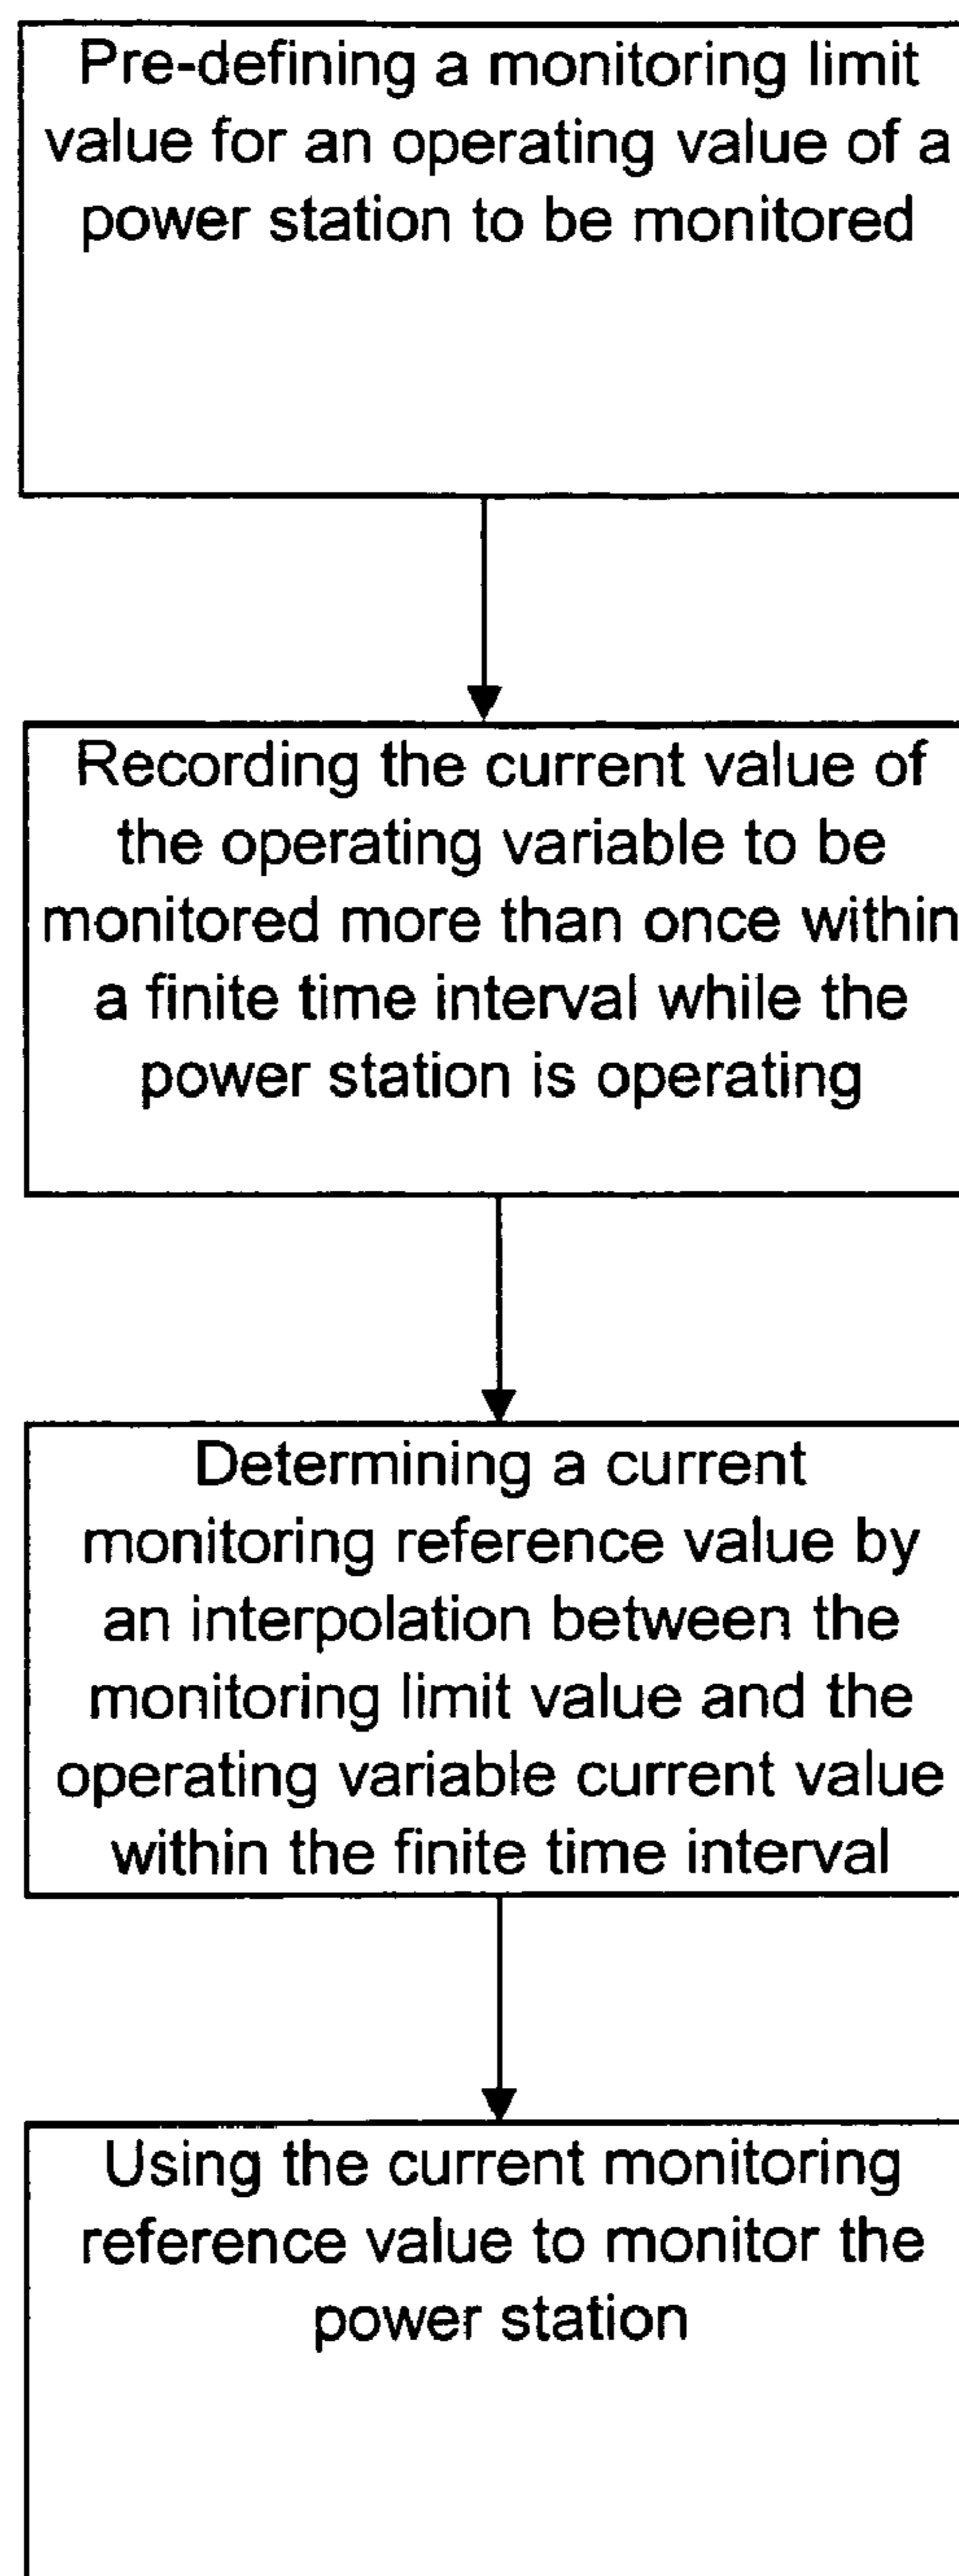 Pre-defining a monitoring limit
value for an operating value of a
power station to be monitored
Recording the current value of
the operating variable to be
monitored more than once within
a finite time interval while the
power station is operating
Determining a current
monitoring reference value by
an interpolation between the
monitoring limit value and the
operating variable current value
within the finite time interval
Using the current monitoring
reference value to monitor the
power station